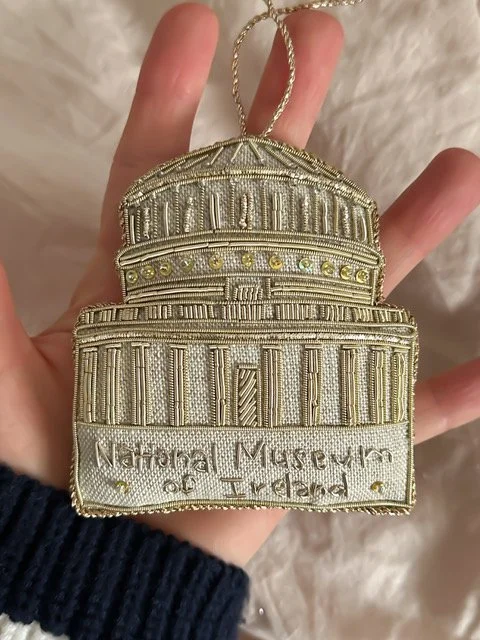 National Museum
of Ireland